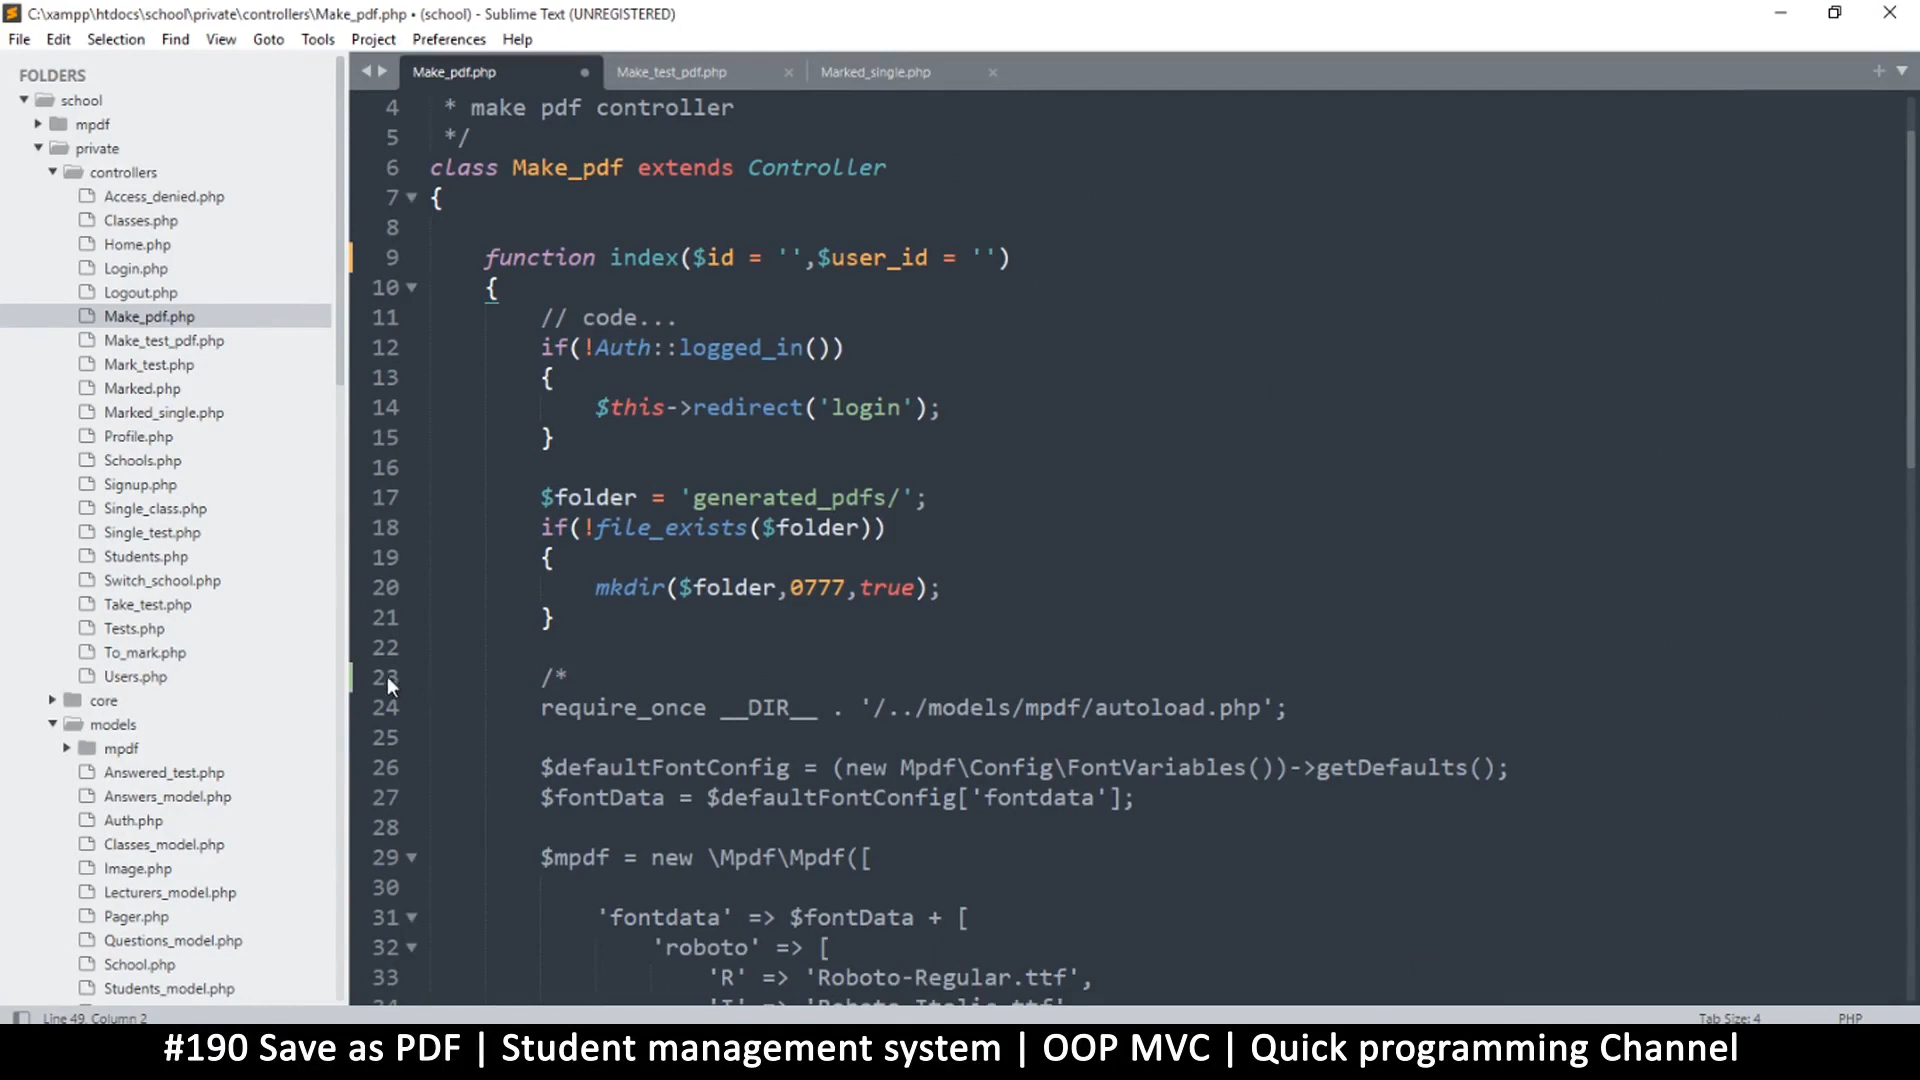 C:\xampp\htdocs\school\private\controllers\Make_pdf.php • (school) - Sublime Text (UNREGISTERED)
File Edit Selection Find View Goto Tools Project Preferences Help
FOLDERS
school
mpdf
private
controllers
Access_denied.php
Classes.php
Home.php
Login.php
Logout.php
Make_pdf.php
Make_test_pdf.php
Mark_test.php
Marked.php
Marked_single.php
Profile.php
Schools.php
Signup.php
Single_class.php
Single_test.php
Students.php
Switch_school.php
Take_test.php
Tests.php
To_mark.php
Users.php
core
models
mpdf
Answered_test.php
Answers_model.php
Auth.php
Classes_model.php
Image.php
Lecturers_model.php
Pager.php
Questions_model.php
School.php
Students_model.php
Make_pdf.php Make_test_pdf.php Marked_single.php
4 * make pdf controller
5 */
6 class Make_pdf extends Controller
7 {
8
9 function index($id = '',$user_id = '')
10 {
11 // code...
12 if(!Auth::logged_in())
13 {
14 $this->redirect('login');
15 }
16
17 $folder = 'generated_pdfs/';
18 if(!file_exists($folder))
19 {
20 mkdir($folder,0777,true);
21 }
22
23 /*
24 require_once __DIR__ . '/../models/mpdf/autoload.php';
25
26 $defaultFontConfig = (new Mpdf\Config\FontVariables())->getDefaults();
27 $fontData = $defaultFontConfig['fontdata'];
28
29 $mpdf = new \Mpdf\Mpdf([
30
31 'fontdata' => $fontData + [
32 'roboto' => [
33 'R' => 'Roboto-Regular.ttf',
Line 49, Column 2 Tab Size: 4 PHP
#190 Save as PDF | Student management system | OOP MVC | Quick programming Channel